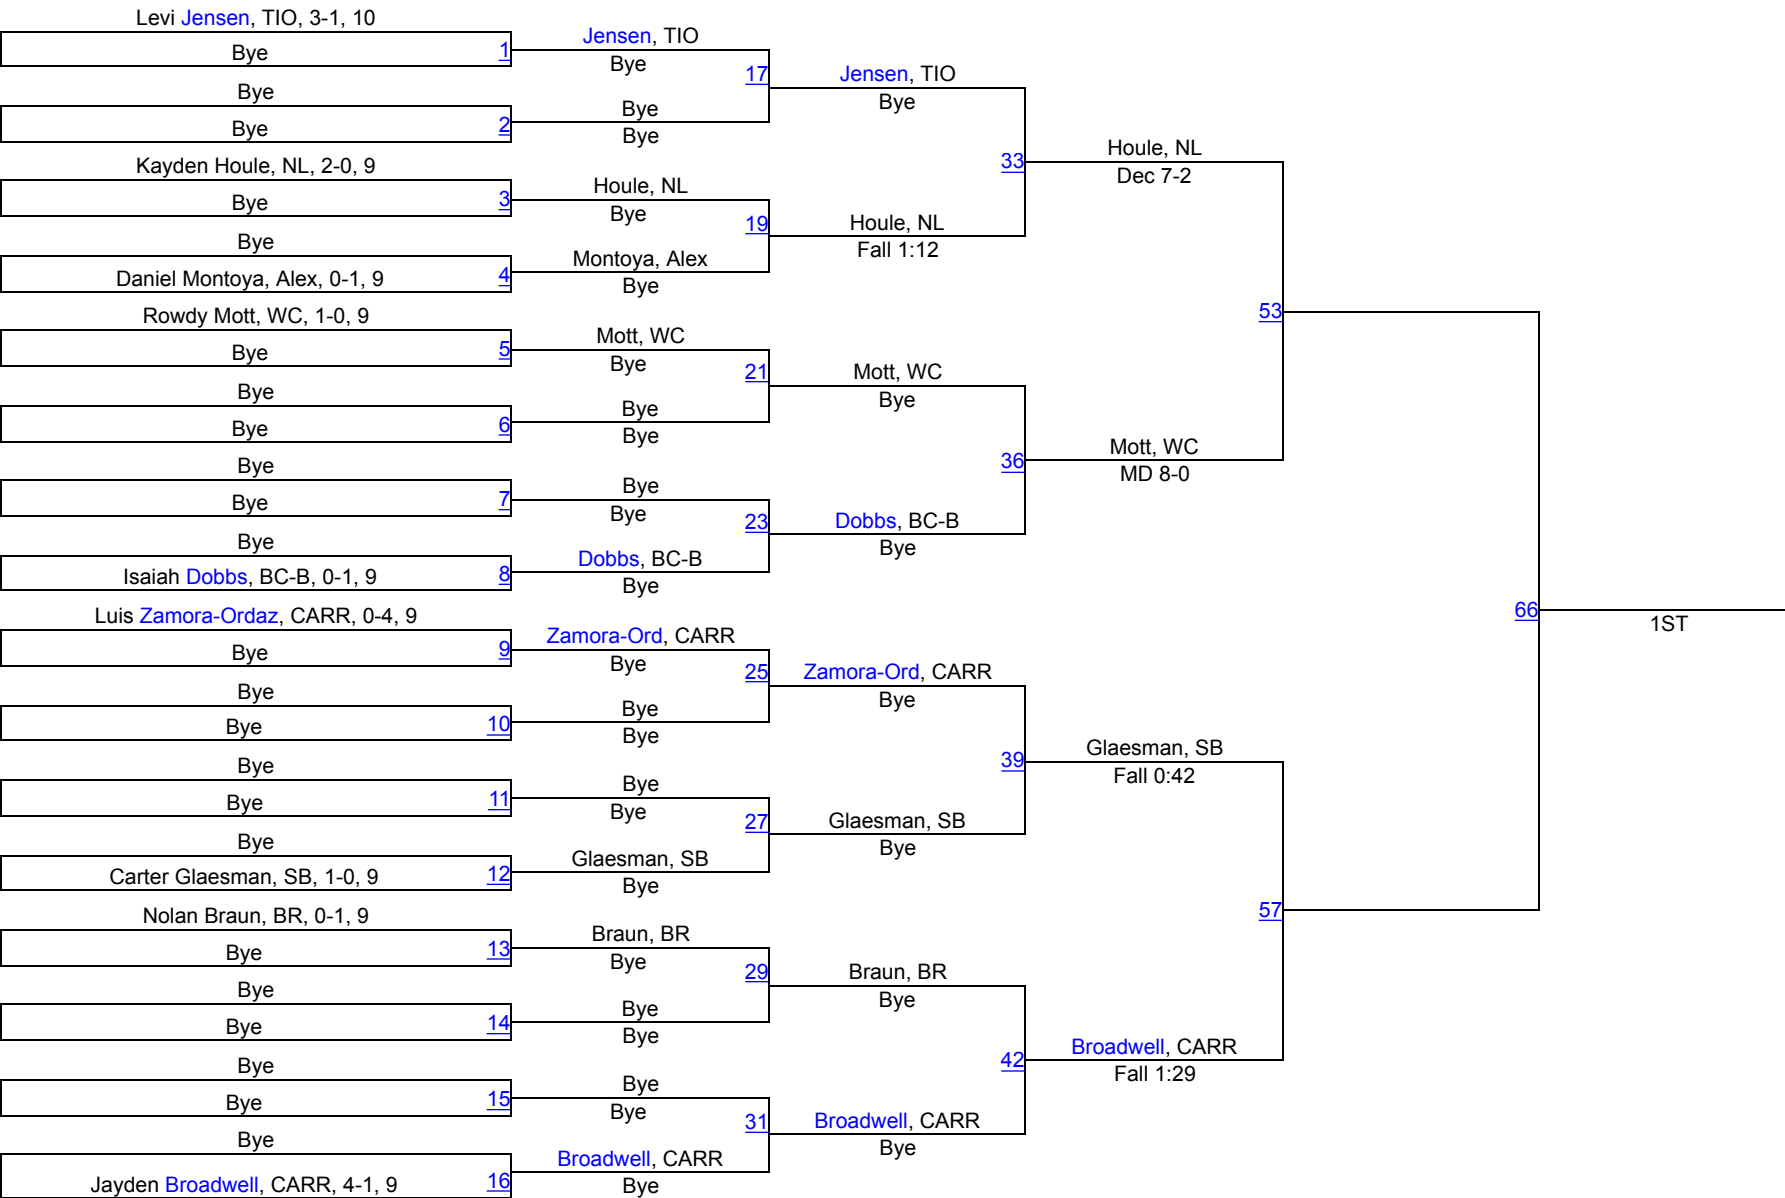 Levi Jensen, TIO, 3-1, 10
Bye
1
Bye
Bye
2
Kayden Houle, NL, 2-0, 9
Bye
3
Bye
Daniel Montoya, Alex, 0-1, 9
4
Rowdy Mott, WC, 1-0, 9
Bye
5
Bye
Bye
6
Bye
Bye
7
Bye
Isaiah Dobbs, BC-B, 0-1, 9
8
Luis Zamora-Ordaz, CARR, 0-4, 9
Bye
9
Bye
Bye
10
Bye
Bye
11
Bye
Carter Glaesman, SB, 1-0, 9
12
Nolan Braun, BR, 0-1, 9
Bye
13
Bye
Bye
14
Bye
Bye
15
Bye
Jayden Broadwell, CARR, 4-1, 9
16
Jensen, TIO
Bye
17
Bye
Bye
Houle, NL
Bye
19
Montoya, Alex
Bye
Mott, WC
Bye
21
Bye
Bye
Bye
Bye
23
Dobbs, BC-B
Bye
Zamora-Ord, CARR
Bye
25
Bye
Bye
Bye
Bye
27
Glaesman, SB
Bye
Braun, BR
Bye
29
Bye
Bye
Bye
Bye
31
Broadwell, CARR
Bye
Jensen, TIO
Bye
33
Houle, NL
Fall 1:12
Mott, WC
Bye
36
Dobbs, BC-B
Bye
Zamora-Ord, CARR
Bye
39
Glaesman, SB
Bye
Braun, BR
Bye
42
Broadwell, CARR
Bye
Houle, NL
Dec 7-2
53
Mott, WC
MD 8-0
Glaesman, SB
Fall 0:42
57
Broadwell, CARR
Fall 1:29
66
1ST